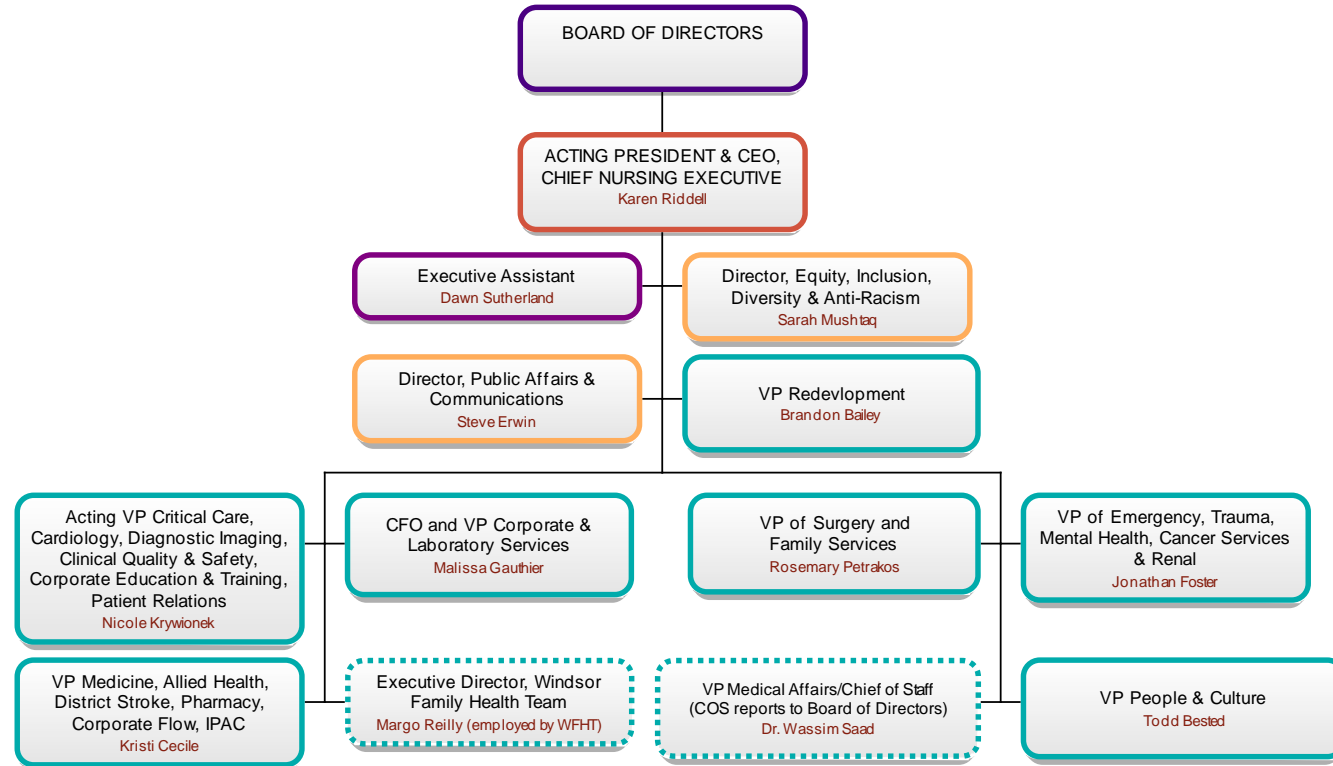 BOARD OF DIRECTORS
ACTING PRESIDENT & CEO,
CHIEF NURSING EXECUTIVE
Karen Riddell
Executive Assistant
Dawn Sutherland
Director, Equity, Inclusion,
Diversity & Anti-Racism
Sarah Mushtaq
Director, Public Affairs &
Communications
Steve Erwin
VP Redevlopment
Brandon Bailey
Acting VP Critical Care,
Cardiology, Diagnostic Imaging,
Clinical Quality & Safety,
Corporate Education & Training,
Patient Relations
Nicole Krywionek
CFO and VP Corporate &
Laboratory Services
Malissa Gauthier
VP of Surgery and
Family Services
Rosemary Petrakos
VP of Emergency, Trauma,
Mental Health, Cancer Services
& Renal
Jonathan Foster
VP Medicine, Allied Health,
District Stroke, Pharmacy,
Corporate Flow, IPAC
Kristi Cecile
Executive Director, Windsor
Family Health Team
Margo Reilly (employed by WFHT)
VP Medical Affairs/Chief of Staff
(COS reports to Board of Directors)
Dr. Wassim Saad
VP People & Culture
Todd Bested